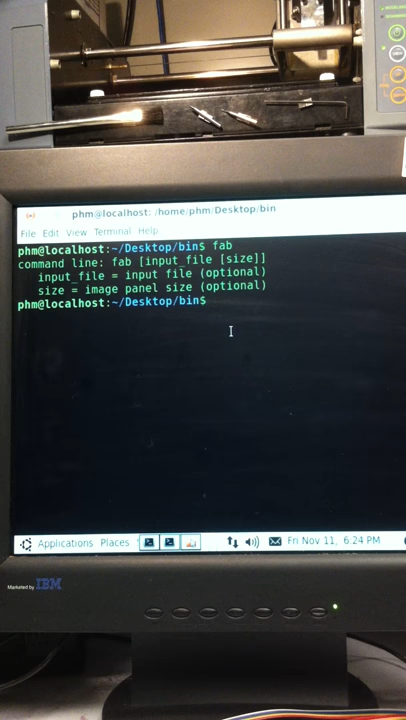 phm@localhost: /home/phm/Desktop/bin
File Edit View Terminal Help
phm@localhost:~/Desktop/bin$ fab
command line: fab [input_file [size]]
input_file = input file (optional)
size = image panel size (optional)
phm@localhost:~/Desktop/bin$
Applications Places
Fri Nov 11, 6:24 PM
Marketed by IBM